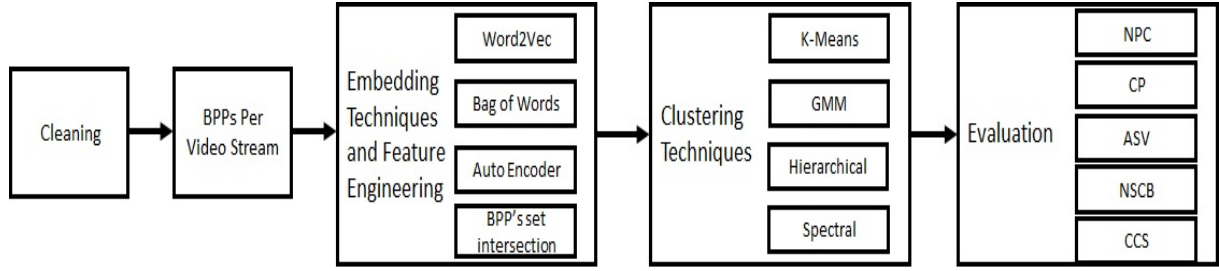 Cleaning
BPPs Per
Video Stream
Embedding
Techniques
and Feature
Engineering
Word2Vec
Bag of Words
Auto Encoder
BPP's set
intersection
Clustering
Techniques
K-Means
GMM
Hierarchical
Spectral
Evaluation
NPC
CP
ASV
NSCB
CCS